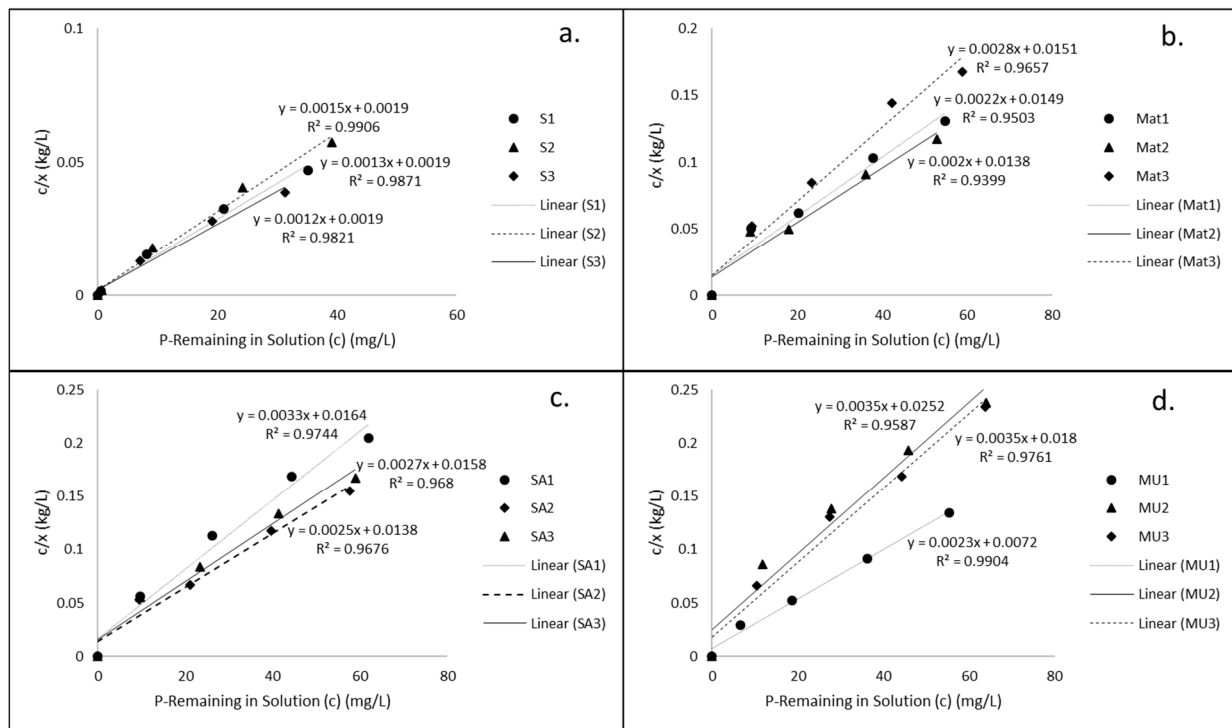 a.
0.1
0.05
0
c/x (kg/L)
y = 0.0015x + 0.0019
R² = 0.9906
y = 0.0013x + 0.0019
R² = 0.9871
y = 0.0012x + 0.0019
R² = 0.9821
S1
S2
S3
Linear (S1)
Linear (S2)
Linear (S3)
0 20 40 60
P-Remaining in Solution (c) (mg/L)
b.
0.2
0.15
0.1
0.05
0
c/x (kg/L)
y = 0.0028x + 0.0151
R² = 0.9657
y = 0.0022x + 0.0149
R² = 0.9503
y = 0.002x + 0.0138
R² = 0.9399
Mat1
Mat2
Mat3
Linear (Mat1)
Linear (Mat2)
Linear (Mat3)
0 20 40 60 80
P-Remaining in Solution (c) (mg/L)
c.
0.25
0.2
0.15
0.1
0.05
0
c/x (kg/L)
y = 0.0033x + 0.0164
R² = 0.9744
y = 0.0027x + 0.0158
R² = 0.968
y = 0.0025x + 0.0138
R² = 0.9676
SA1
SA2
SA3
Linear (SA1)
Linear (SA2)
Linear (SA3)
0 20 40 60 80
P-Remaining in Solution (c) (mg/L)
d.
0.25
0.2
0.15
0.1
0.05
0
c/x (kg/L)
y = 0.0035x + 0.0252
R² = 0.9587
y = 0.0035x + 0.018
R² = 0.9761
y = 0.0023x + 0.0072
R² = 0.9904
MU1
MU2
MU3
Linear (MU1)
Linear (MU2)
Linear (MU3)
0 20 40 60 80
P-Remaining in Solution (c) (mg/L)